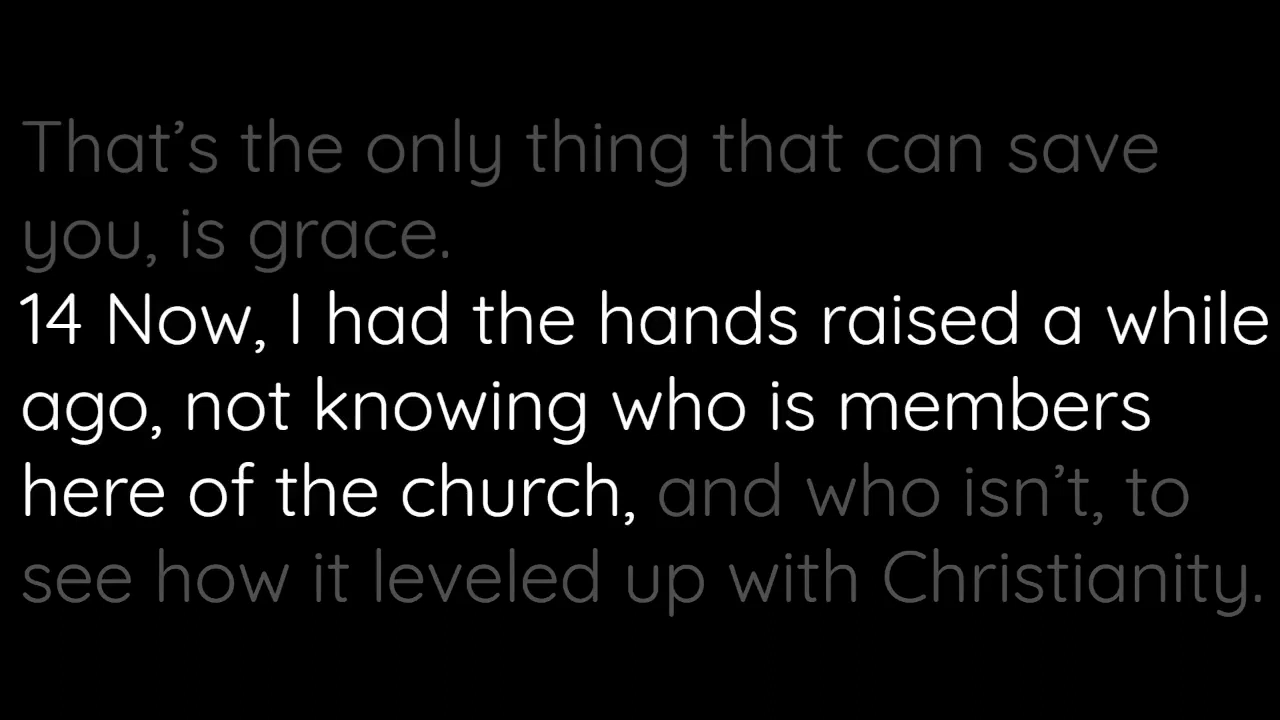 That’s the only thing that can save
you, is grace.
14 Now, I had the hands raised a while
ago, not knowing who is members
here of the church, and who isn’t, to
see how it leveled up with Christianity.